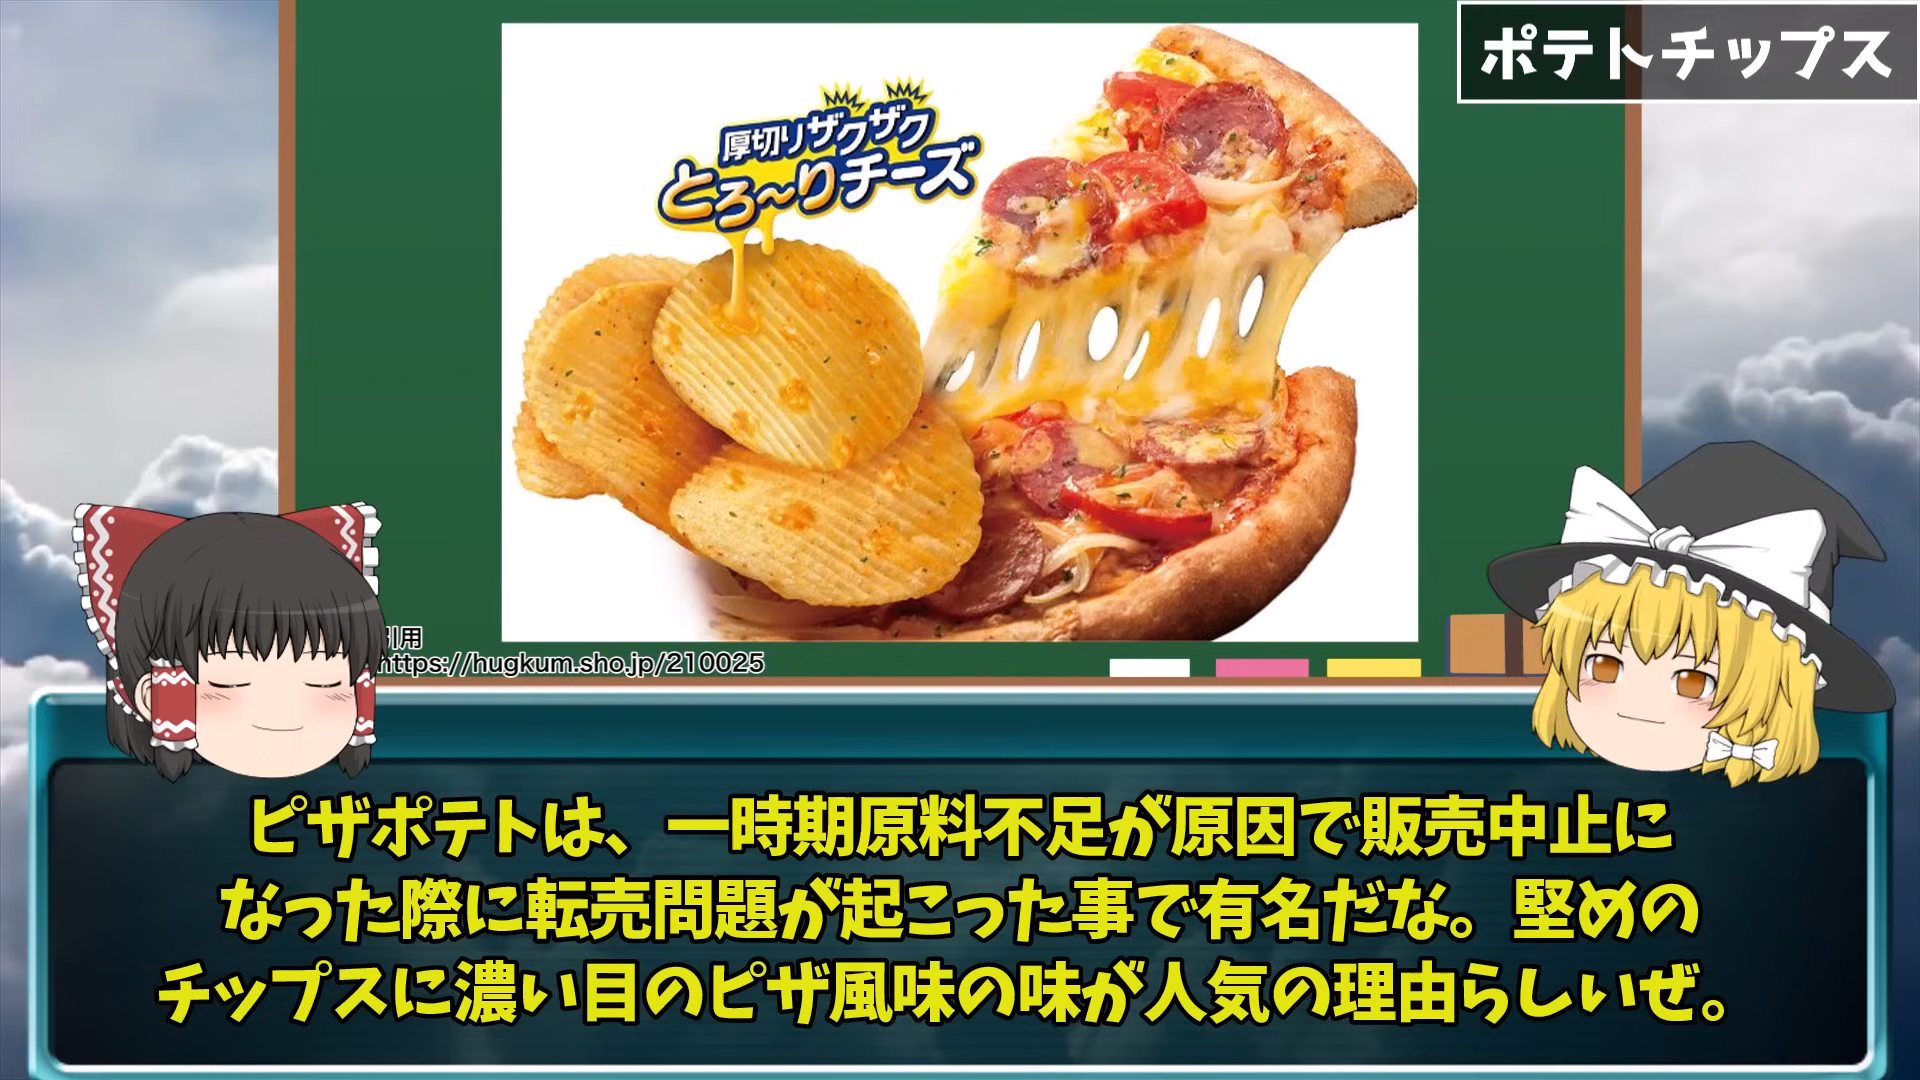 ポテトチップス
厚切りザクザク
とろ〜りチーズ
引用
https://hugkum.sho.jp/210025
ピザポテトは、一時期原料不足が原因で販売中止に
なった際に転売問題が起こった事で有名だな。堅めの
チップスに濃い目のピザ風味の味が人気の理由らしいぜ。